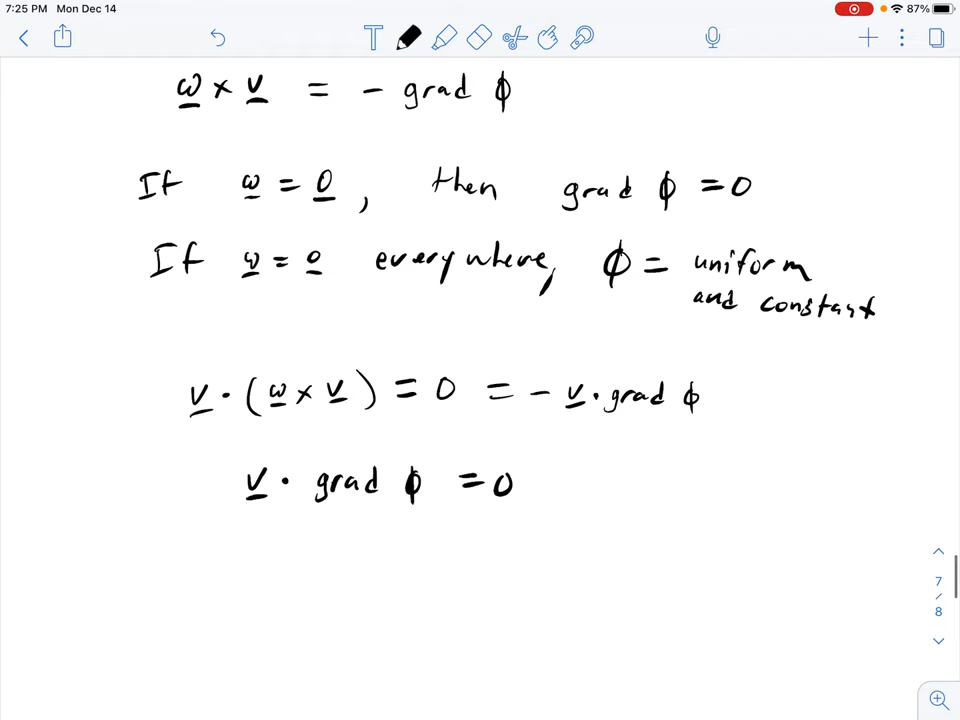 7:25 PM Mon Dec 14 87%
T
ω × v = - grad ϕ
If ω = 0, then grad ϕ = 0
If ω = 0 everywhere, ϕ = uniform
and constant
v · (ω × v) = 0 = - v · grad ϕ
v · grad ϕ = 0
7
/
8